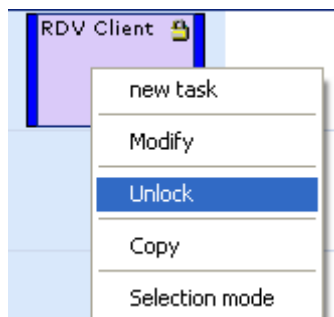 RDV Client
new task
Modify
Unlock
Copy
Selection mode